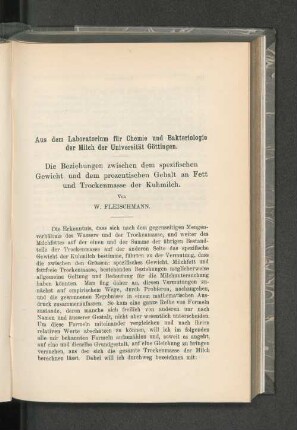 Aus dem Laboratorium für Chemie und Bakteriologie
der Milch der Universität Göttingen.
Die Beziehungen zwischen dem spezifischen
Gewicht und dem prozentischen Gehalt an Fett
und Trockenmasse der Kuhmilch.
Von
W. FLEISCHMANN.
Die Erkenntnis, dass sich nach dem gegenseitigen Mengen-
verhältnis des Wassers und der Trockenmasse, und weiter des
Milchfettes auf der einen und der Summe der übrigen Bestand-
teile der Trockenmasse auf der anderen Seite das spezifische
Gewicht der Kuhmilch bestimme, führten zu der Vermutung, dass
die zwischen den Grössen: spezifisches Gewicht, Milchfett und
fettfreie Trockenmasse, bestehenden Beziehungen möglicherweise
allgemeine Geltung und Bedeutung für die Milchuntersuchung
haben könnten. Man fing daher an, diesen Vermutungen zu-
nächst auf empirischem Wege, durch Probieren, nachzugehen,
und die gewonnenen Ergebnisse in einem mathematischen Aus-
druck zusammenzufassen. So kam eine ganze Reihe von Formeln
zustande, deren manche sich freilich von anderen nur nach
Namen und äusserer Gestalt, nicht aber wesentlich unterscheiden.
Um diese Formeln miteinander vergleichen und nach ihrem
relativen Werte abschätzen zu können, will ich im folgenden
alle mir bekannten Formeln aufzuzählen und, soweit es angeht,
auf eine und dieselbe Grundgestalt, auf eine Gleichung zu bringen
versuchen, aus der sich die gesamte Trockenmasse der Milch
berechnen lässt. Dabei will ich durchweg bezeichnen mit: